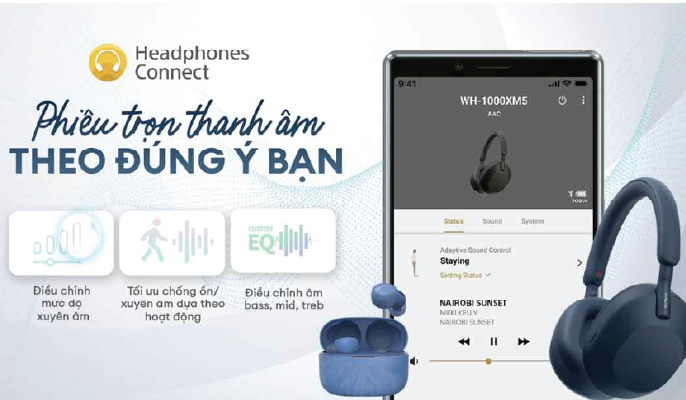 Headphones
Connect
Phiêu trọn thanh âm
THEO ĐÚNG Ý BẠN
CUSTOM
EQ
Điều chỉnh
mức độ
xuyên âm
Tối ưu chống ồn/
xuyên âm dựa theo
hoạt động
Điều chỉnh âm
bass, mid, treb
9:41
WH-1000XM5
AAC
100%
Status Sound System
Adaptive Sound Control
Staying
Setting Status
NAIROBI SUNSET
NIKKI KELLY
NAIROBI SUNSET
SONY